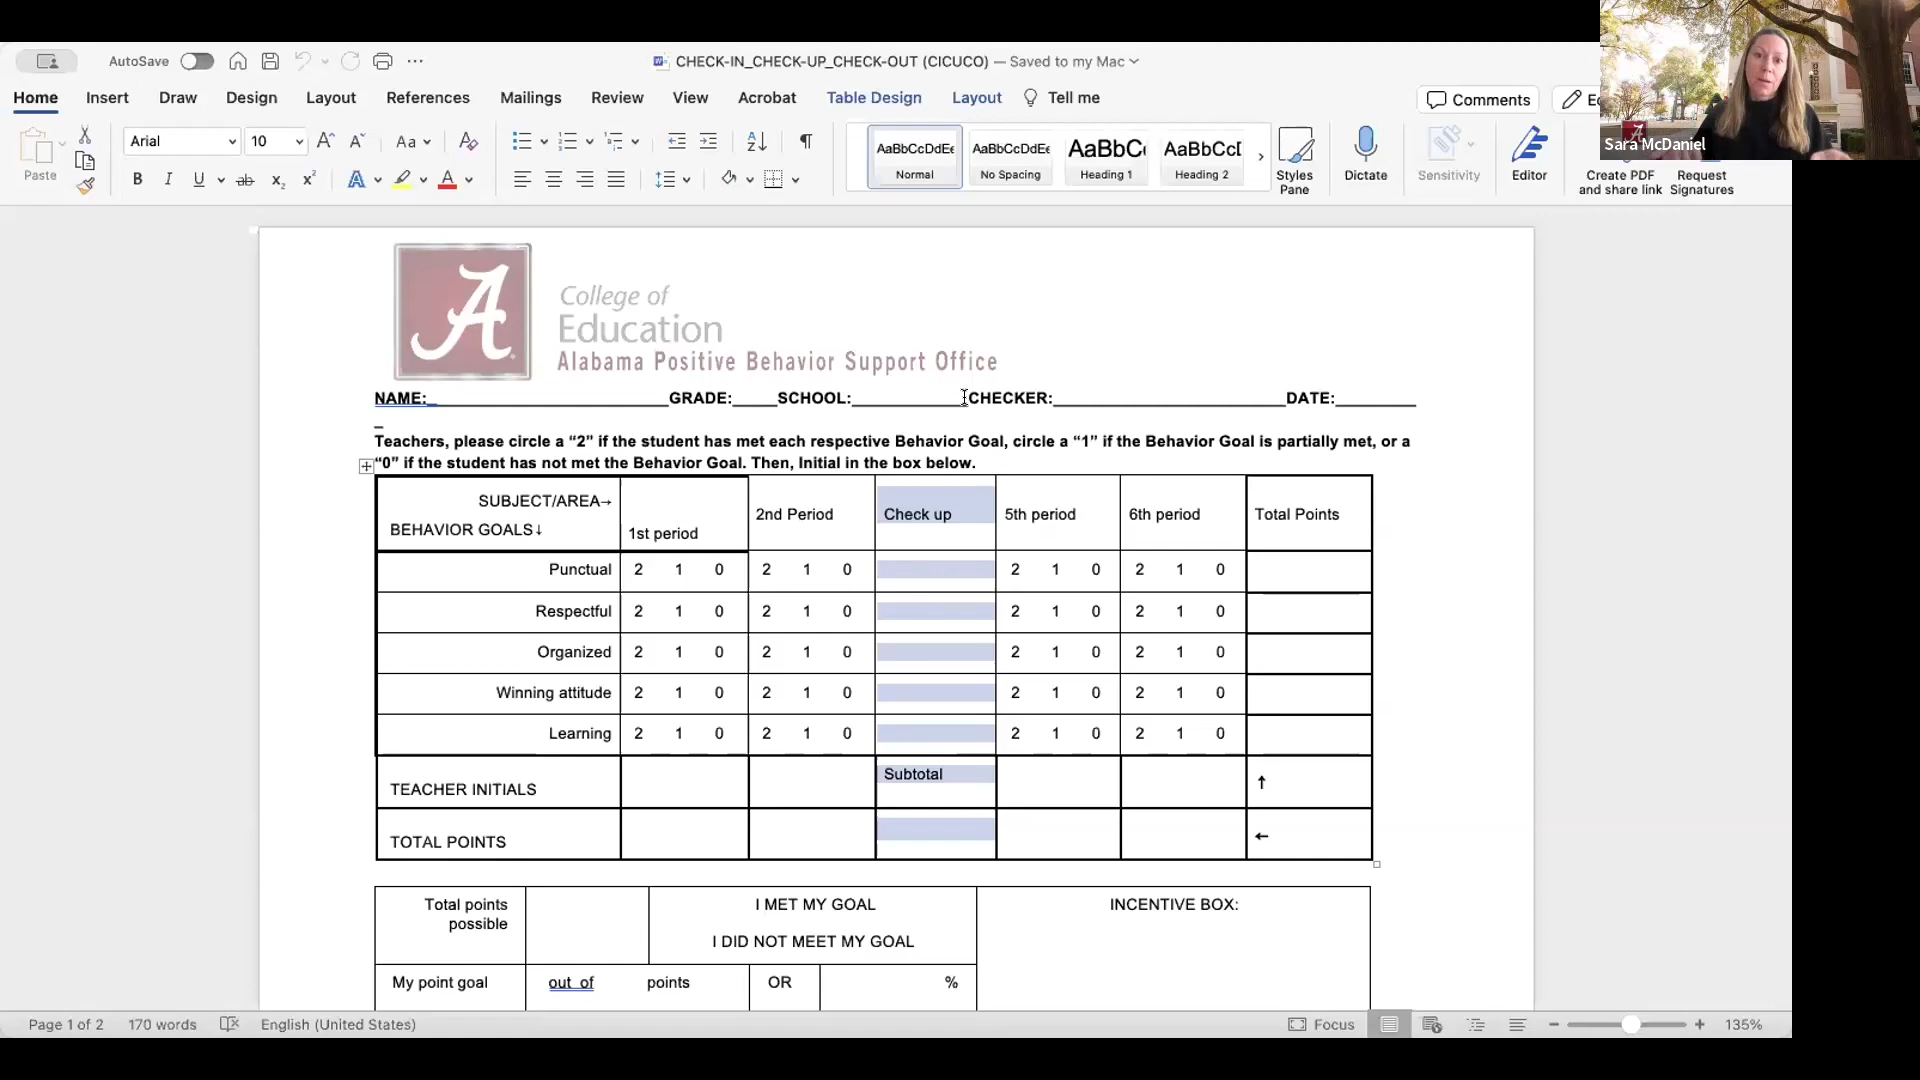 AutoSave
CHECK-IN_CHECK-UP_CHECK-OUT (CICUCO) — Saved to my Mac
Home Insert Draw Design Layout References Mailings Review View Acrobat Table Design Layout Tell me Comments
Paste Arial 10 Aa
AaBbCcDdEe AaBbCcDdEe AaBbC AaBbCcD
Normal No Spacing Heading 1 Heading 2
Styles Pane
Dictate
Sensitivity
Editor
Create PDF and share link
Request Signatures
Sara McDaniel
College of
Education
Alabama Positive Behavior Support Office
NAME:_ GRADE:_____SCHOOL:_____________CHECKER:__________________________DATE:_________
_
Teachers, please circle a “2” if the student has met each respective Behavior Goal, circle a “1” if the Behavior Goal is partially met, or a
“0” if the student has not met the Behavior Goal. Then, Initial in the box below.
SUBJECT/AREA→
BEHAVIOR GOALS↓
1st period 2nd Period Check up 5th period 6th period Total Points
Punctual 2 1 0 2 1 0 2 1 0 2 1 0
Respectful 2 1 0 2 1 0 2 1 0 2 1 0
Organized 2 1 0 2 1 0 2 1 0 2 1 0
Winning attitude 2 1 0 2 1 0 2 1 0 2 1 0
Learning 2 1 0 2 1 0 2 1 0 2 1 0
TEACHER INITIALS Subtotal ↑
TOTAL POINTS ←
Total points
possible
I MET MY GOAL
I DID NOT MEET MY GOAL
INCENTIVE BOX:
My point goal out of points OR %
Page 1 of 2 170 words English (United States) Focus 135%